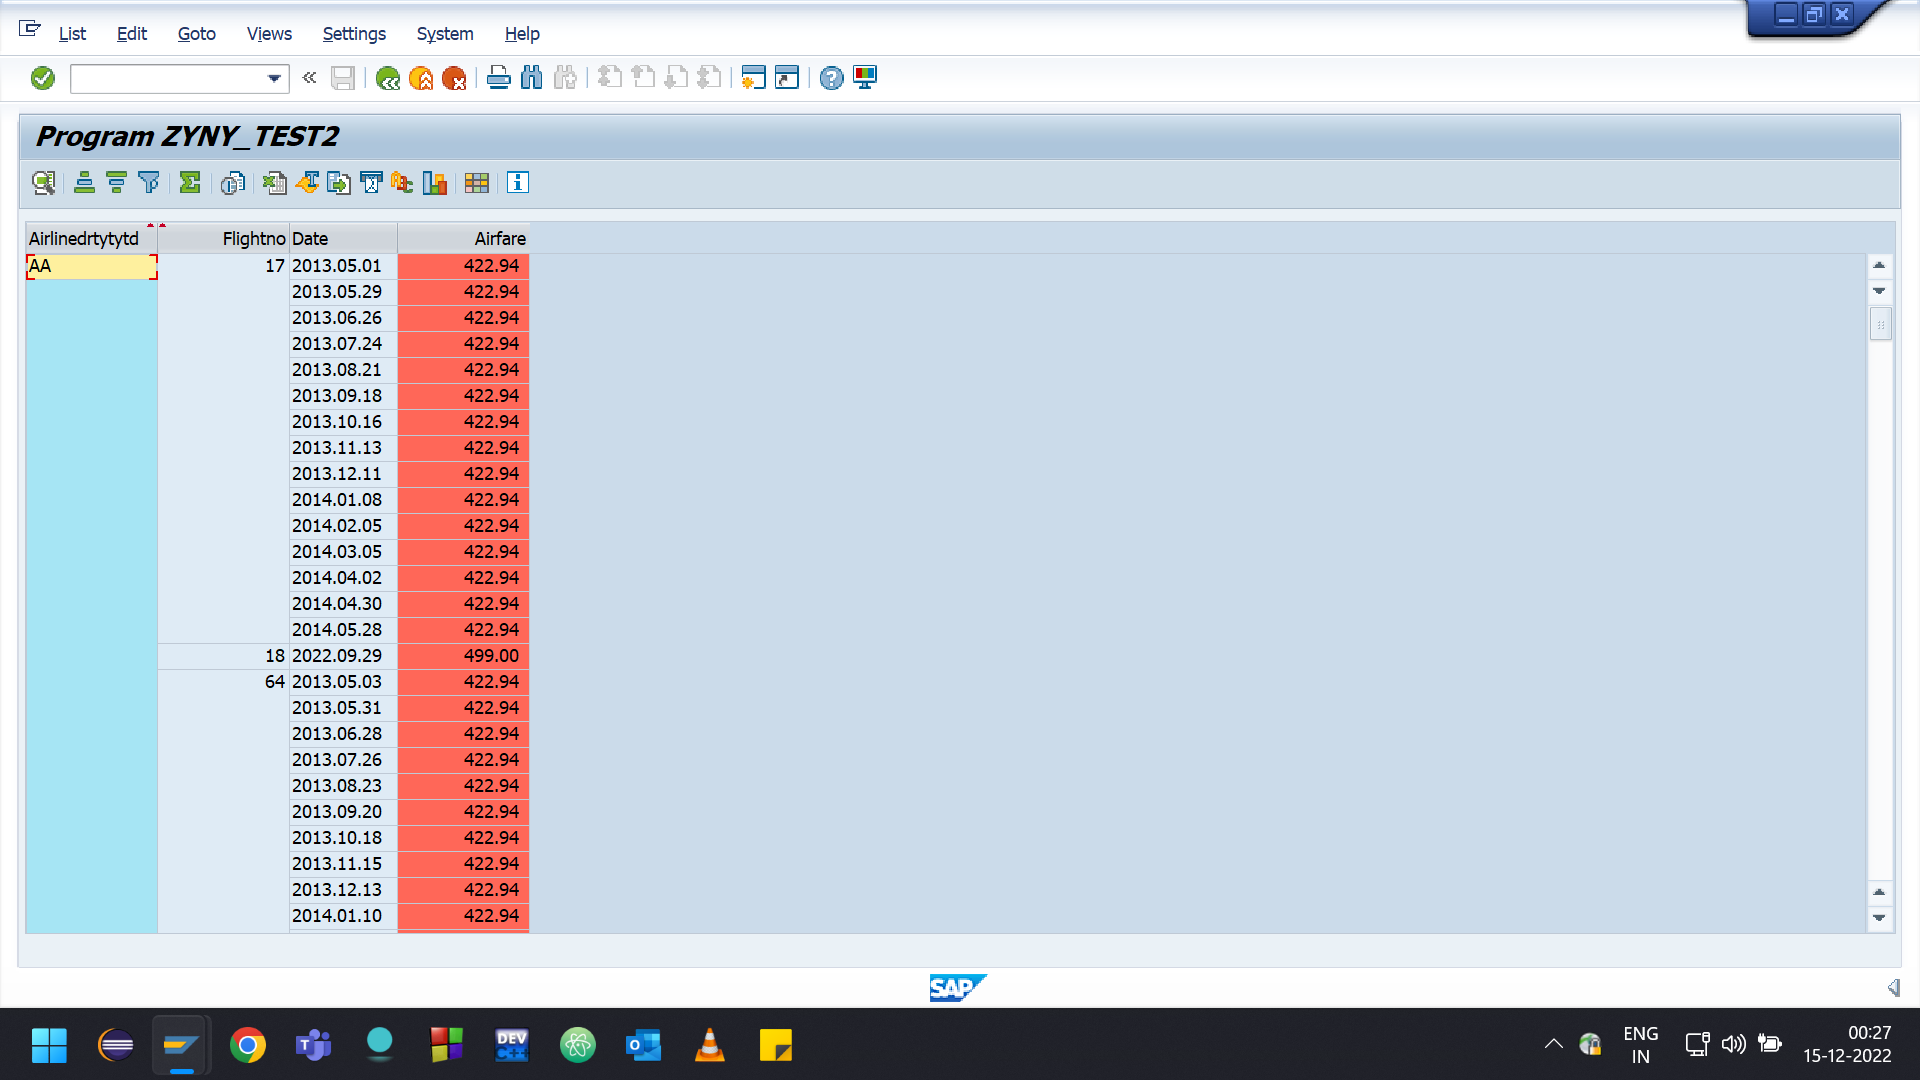 List Edit Goto Views Settings System Help
Program ZYNY_TEST2
Airlinedrtytytd Flightno Date Airfare
AA 17 2013.05.01 422.94
2013.05.29 422.94
2013.06.26 422.94
2013.07.24 422.94
2013.08.21 422.94
2013.09.18 422.94
2013.10.16 422.94
2013.11.13 422.94
2013.12.11 422.94
2014.01.08 422.94
2014.02.05 422.94
2014.03.05 422.94
2014.04.02 422.94
2014.04.30 422.94
2014.05.28 422.94
18 2022.09.29 499.00
64 2013.05.03 422.94
2013.05.31 422.94
2013.06.28 422.94
2013.07.26 422.94
2013.08.23 422.94
2013.09.20 422.94
2013.10.18 422.94
2013.11.15 422.94
2013.12.13 422.94
2014.01.10 422.94
SAP
DEV
C++
ENG
IN
00:27
15-12-2022